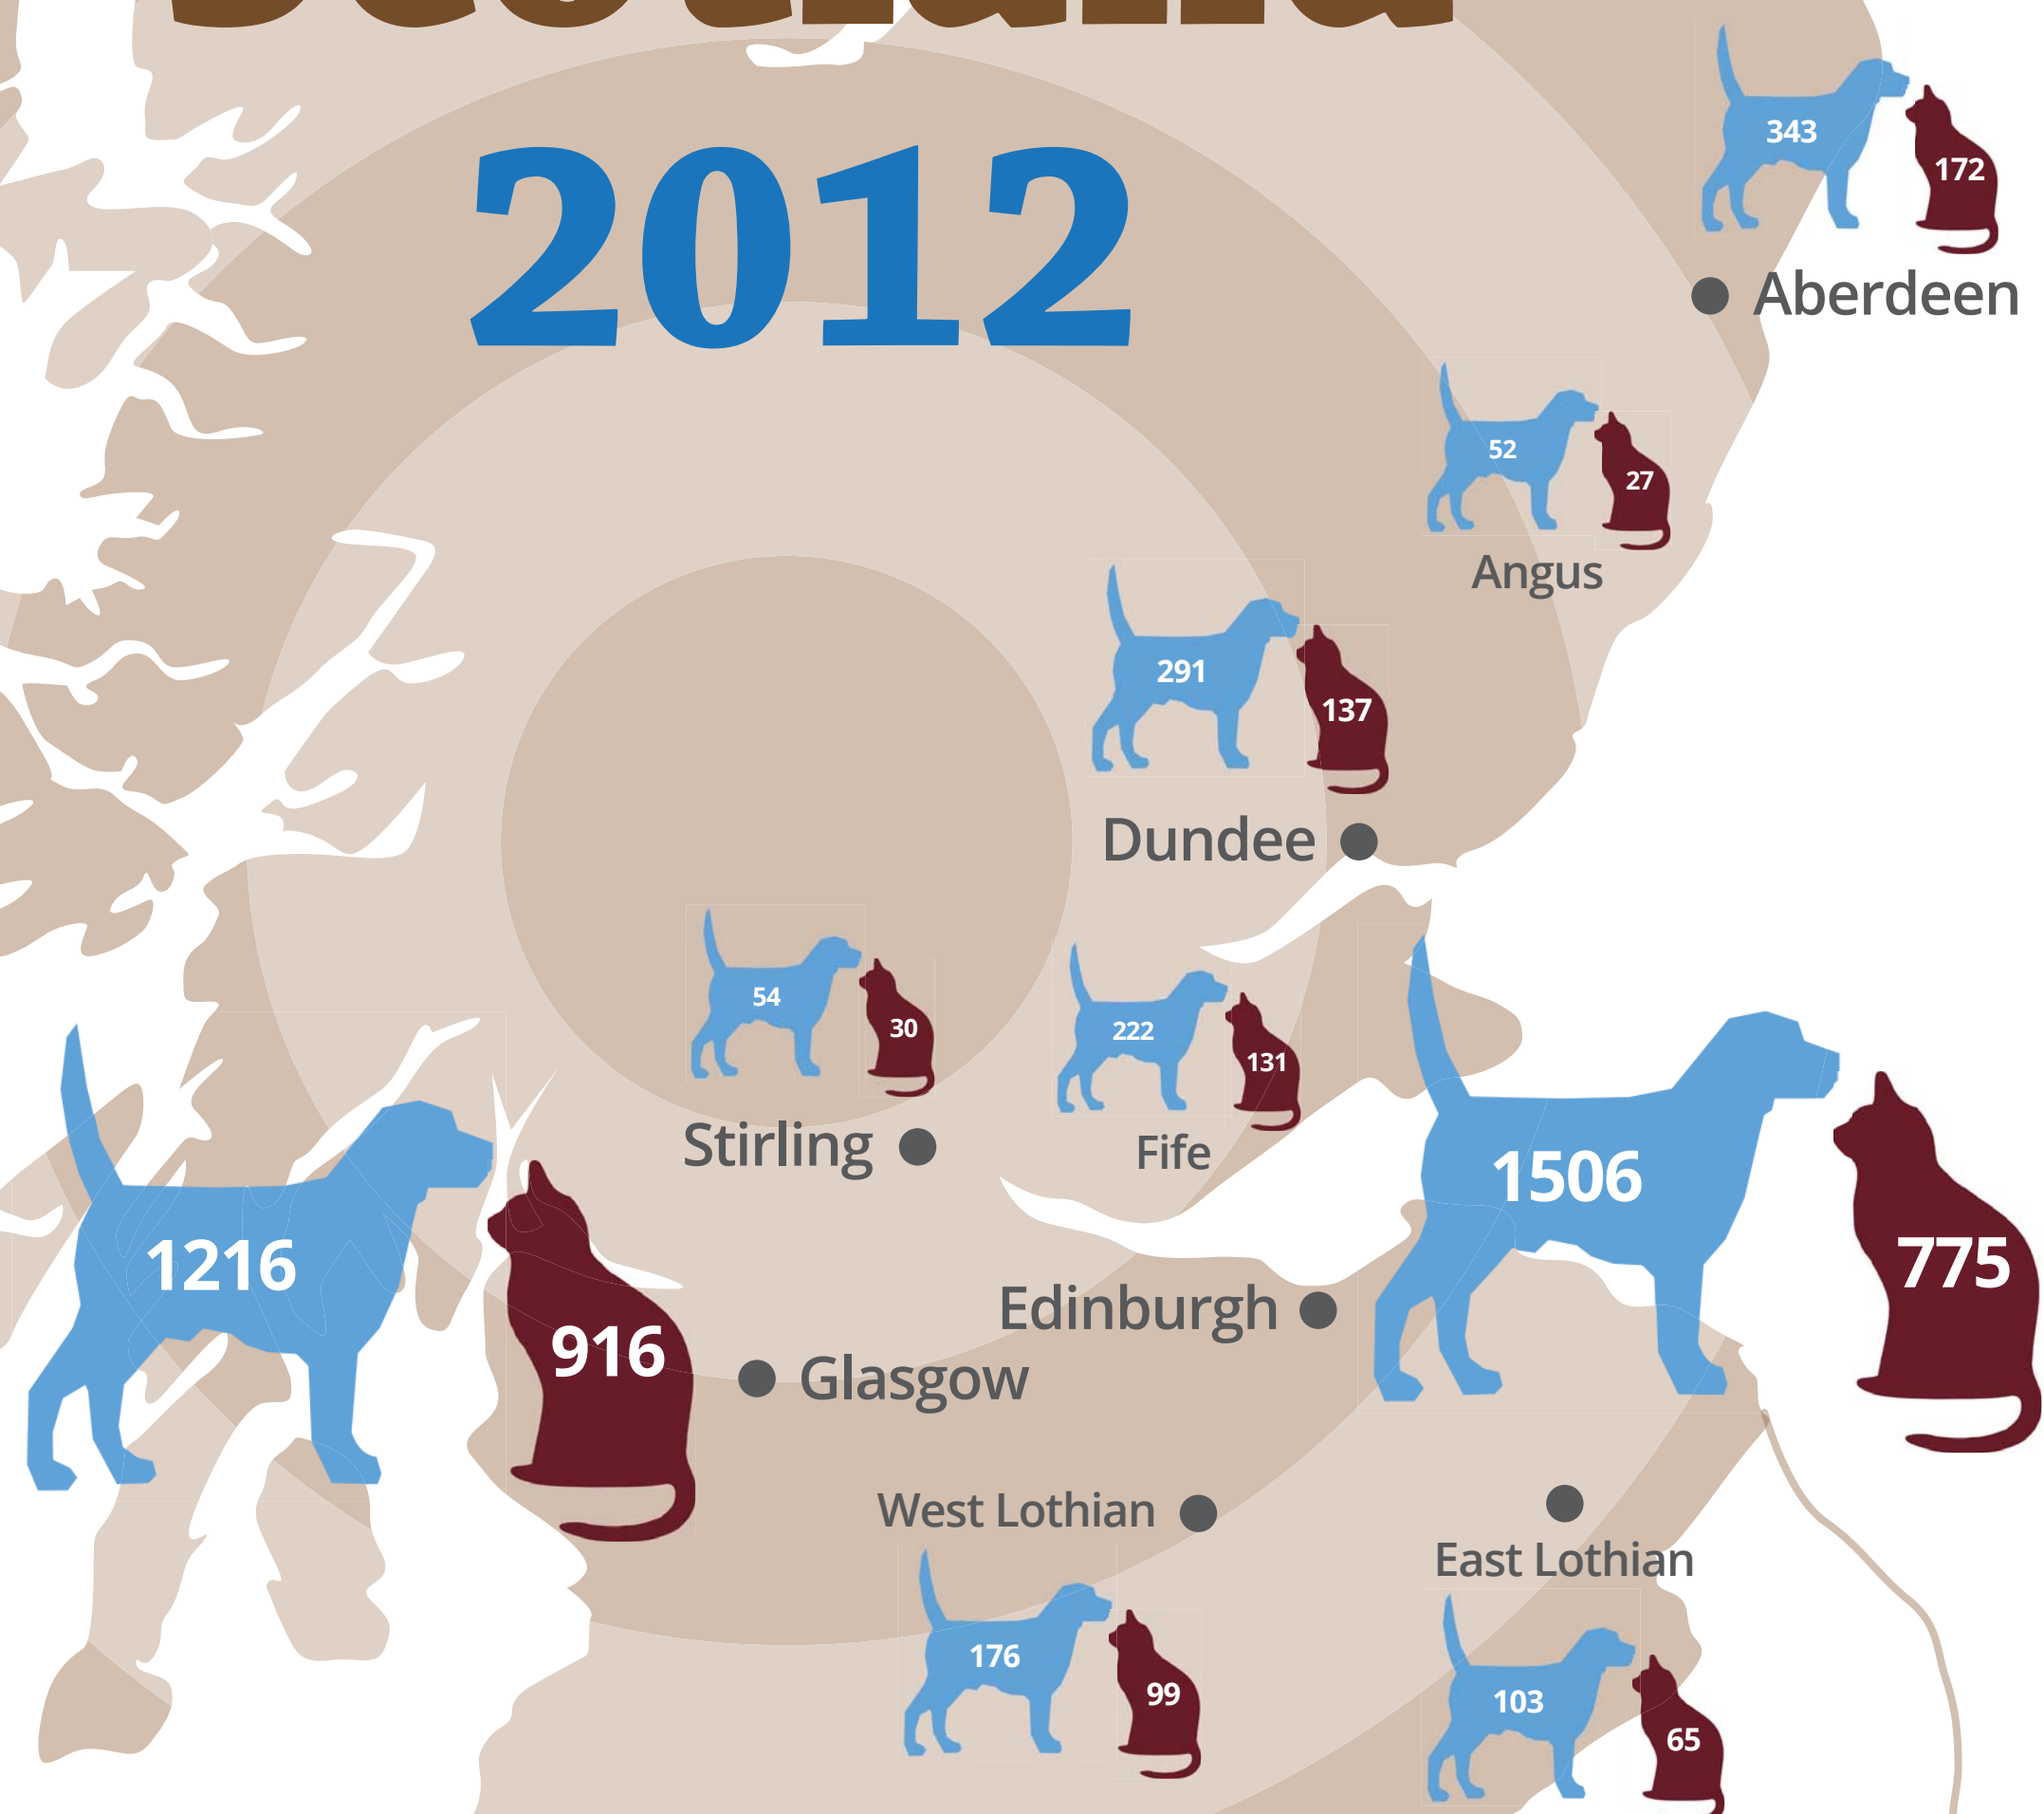 2012
343
172
Aberdeen
52
27
Angus
291
137
Dundee
54
30
Stirling
222
131
Fife
1506
775
Edinburgh
1216
916
Glasgow
West Lothian
176
99
East Lothian
103
65